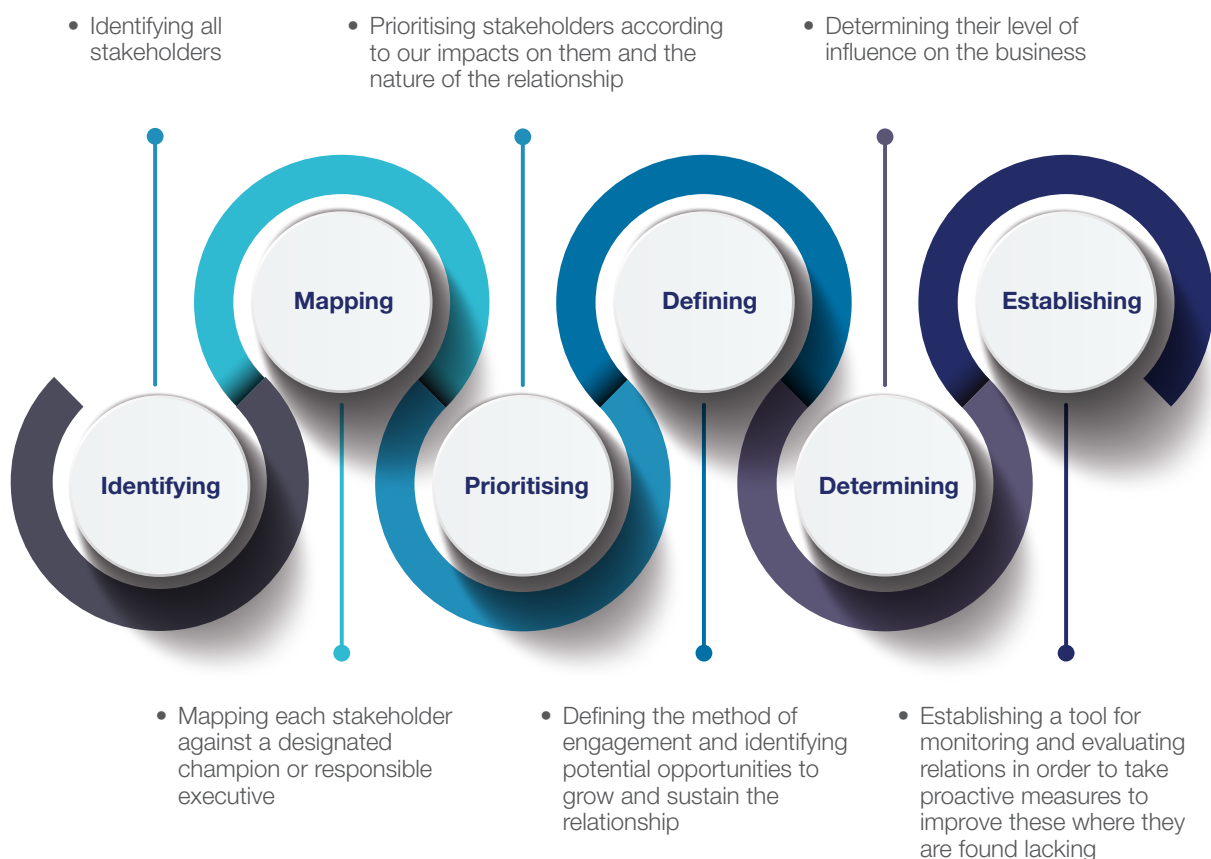 • Identifying all
stakeholders
• Prioritising stakeholders according
to our impacts on them and the
nature of the relationship
• Determining their level of
influence on the business
Mapping
Defining
Establishing
Identifying
Prioritising
Determining
• Mapping each stakeholder
against a designated
champion or responsible
executive
• Defining the method of
engagement and identifying
potential opportunities to
grow and sustain the
relationship
• Establishing a tool for
monitoring and evaluating
relations in order to take
proactive measures to
improve these where they
are found lacking